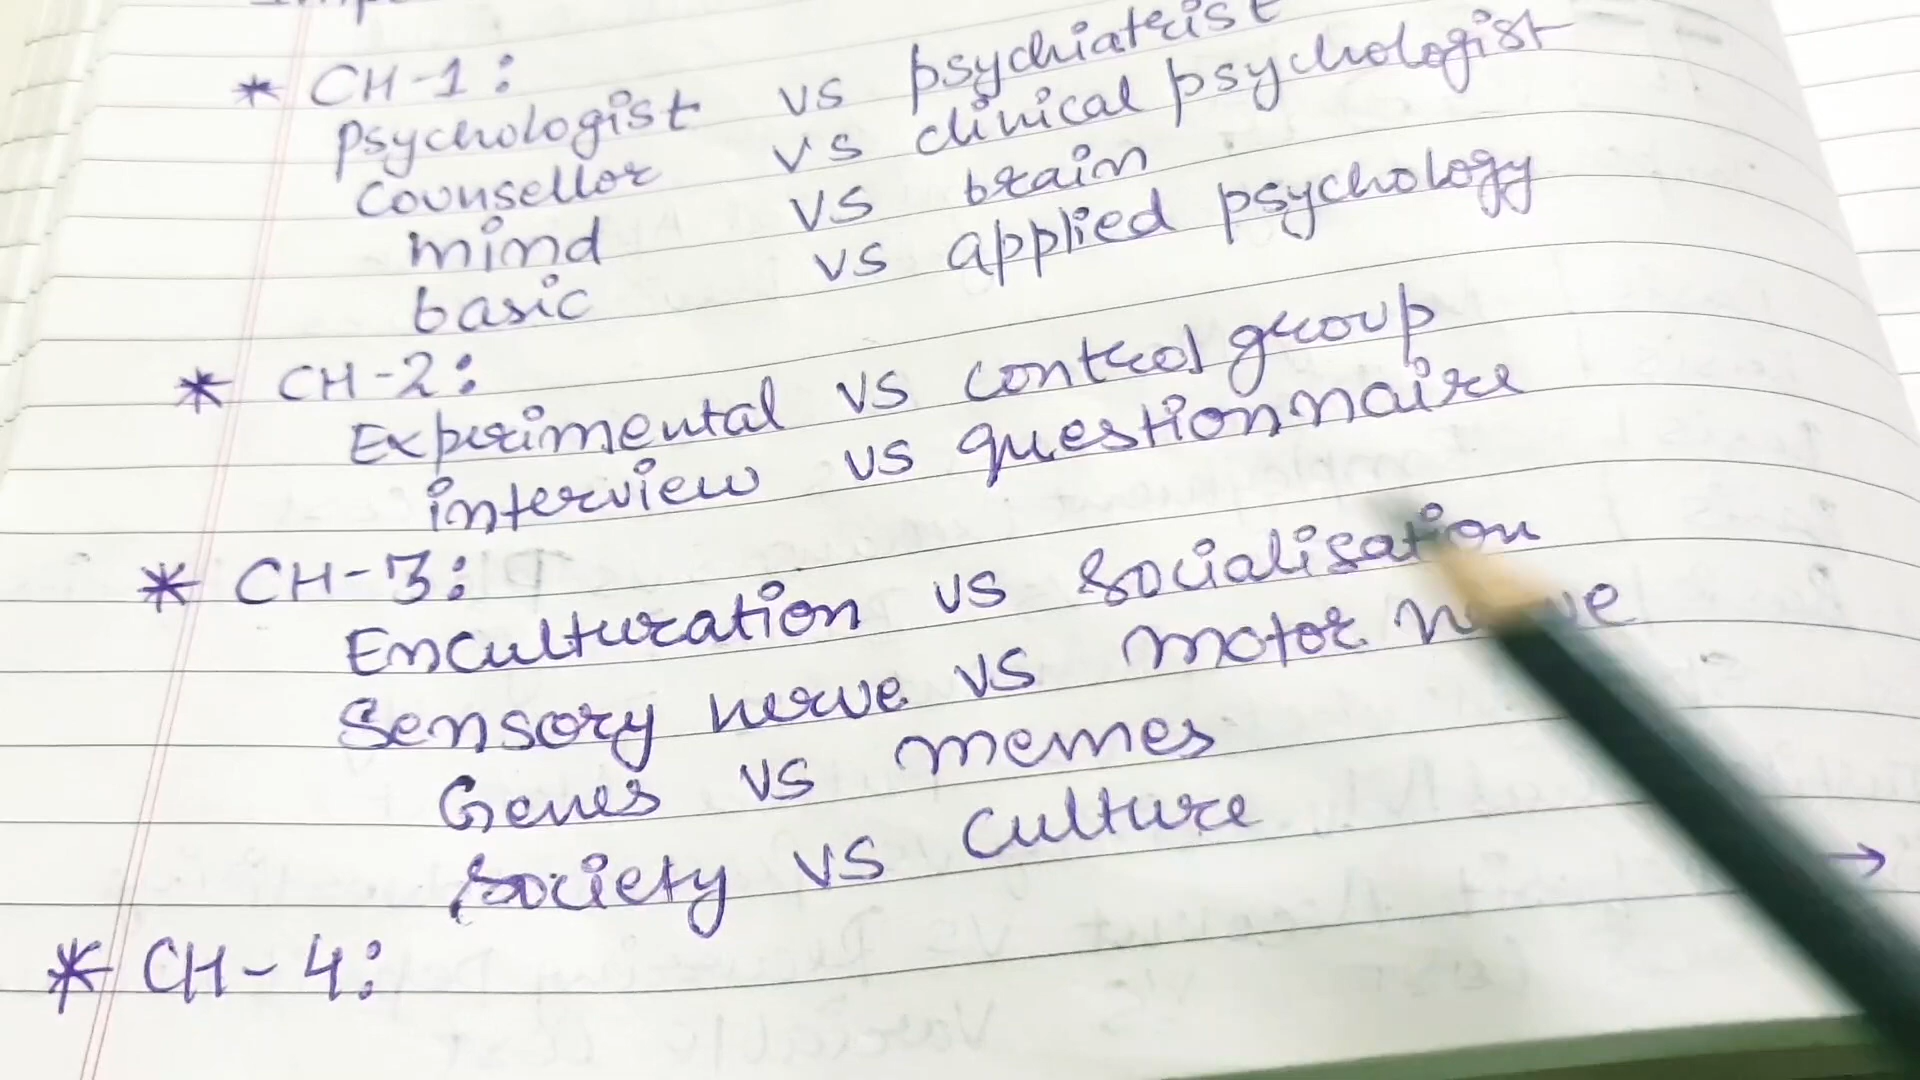 * CH-1:
Psychologist vs psychiatrist
Counsellor vs clinical psychologist
mind vs brain
basic vs applied psychology
* CH-2:
Experimental vs control group
interview vs questionnaire
* CH-3:
Enculturation vs Socialisation
Sensory nerve vs motor nerve
Genes vs memes
Society vs Culture
→
* CH-4: